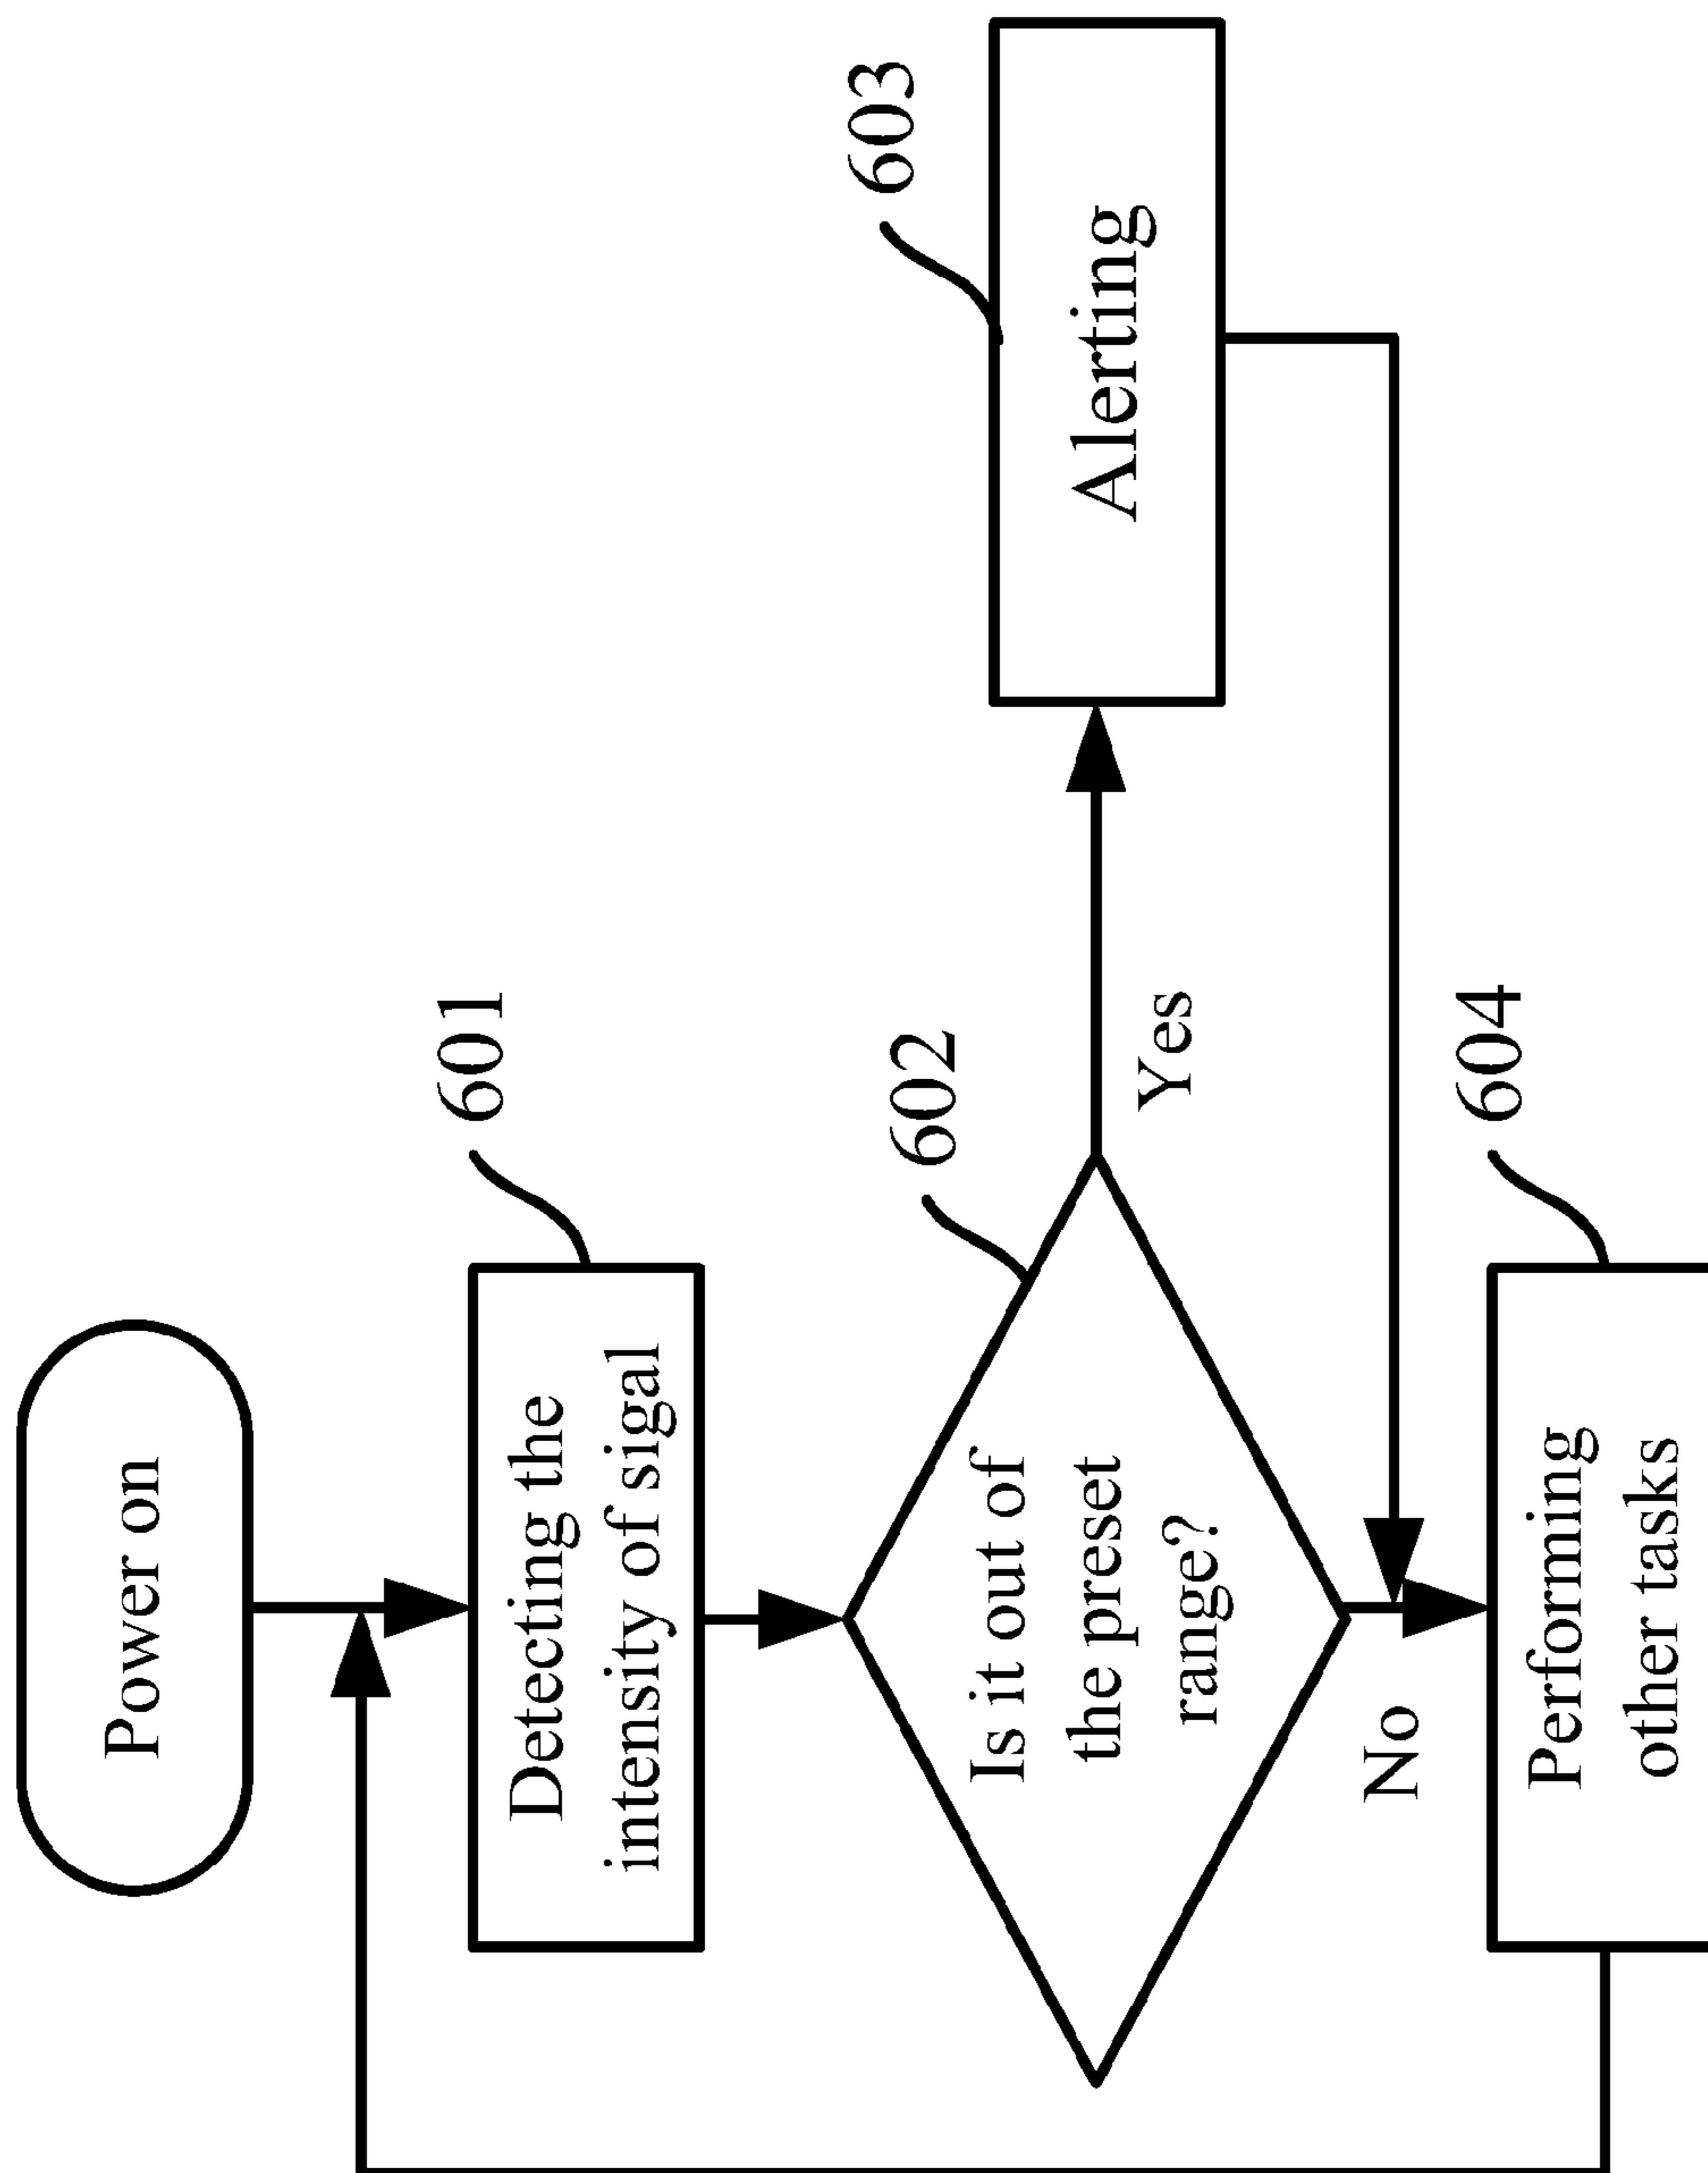 Power on
601
Detecting the
intensity of sigal
602
Is it out of
the preset
range?
Yes
603
Alerting
No
604
Performing
other tasks